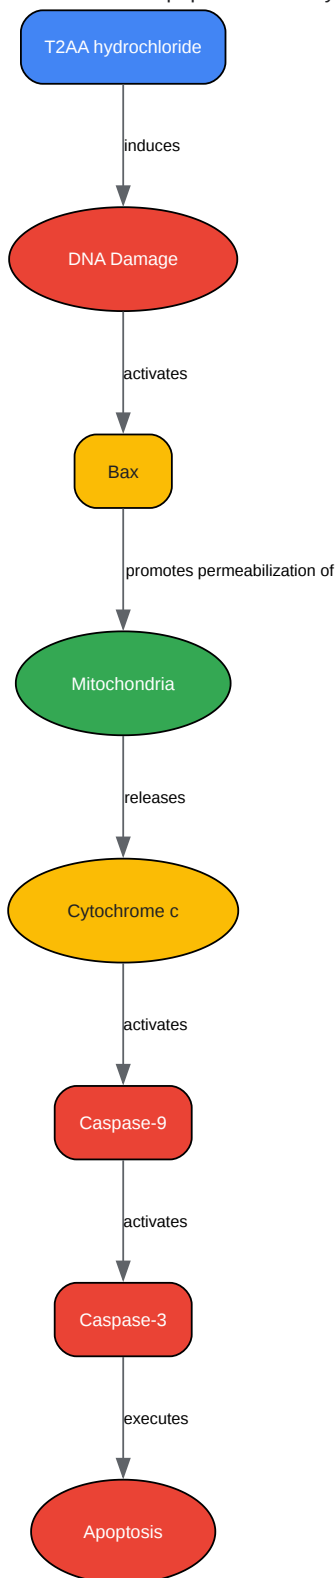 T2AA hydrochloride
induces
DNA Damage
activates
Bax
promotes permeabilization of
Mitochondria
releases
Cytochrome c
activates
Caspase-9
activates
Caspase-3
executes
Apoptosis